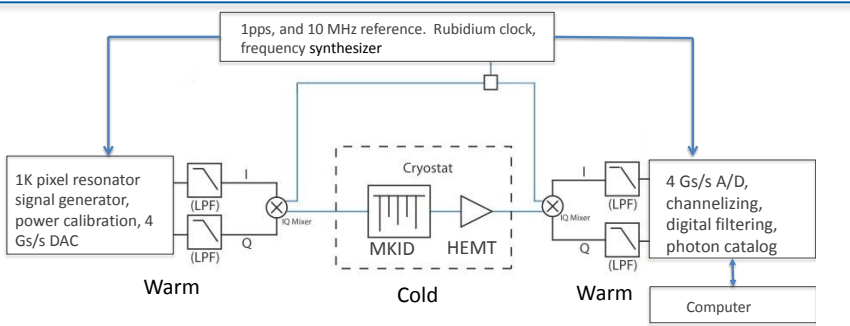 1pps, and 10 MHz reference.  Rubidium clock,
frequency synthesizer
1K pixel resonator
signal generator,
power calibration, 4
Gs/s DAC
(LPF)
I
(LPF)
Q
IQ Mixer
Cryostat
MKID
HEMT
IQ Mixer
I
(LPF)
Q
(LPF)
4 Gs/s A/D,
channelizing,
digital filtering,
photon catalog
Warm
Cold
Warm
Computer